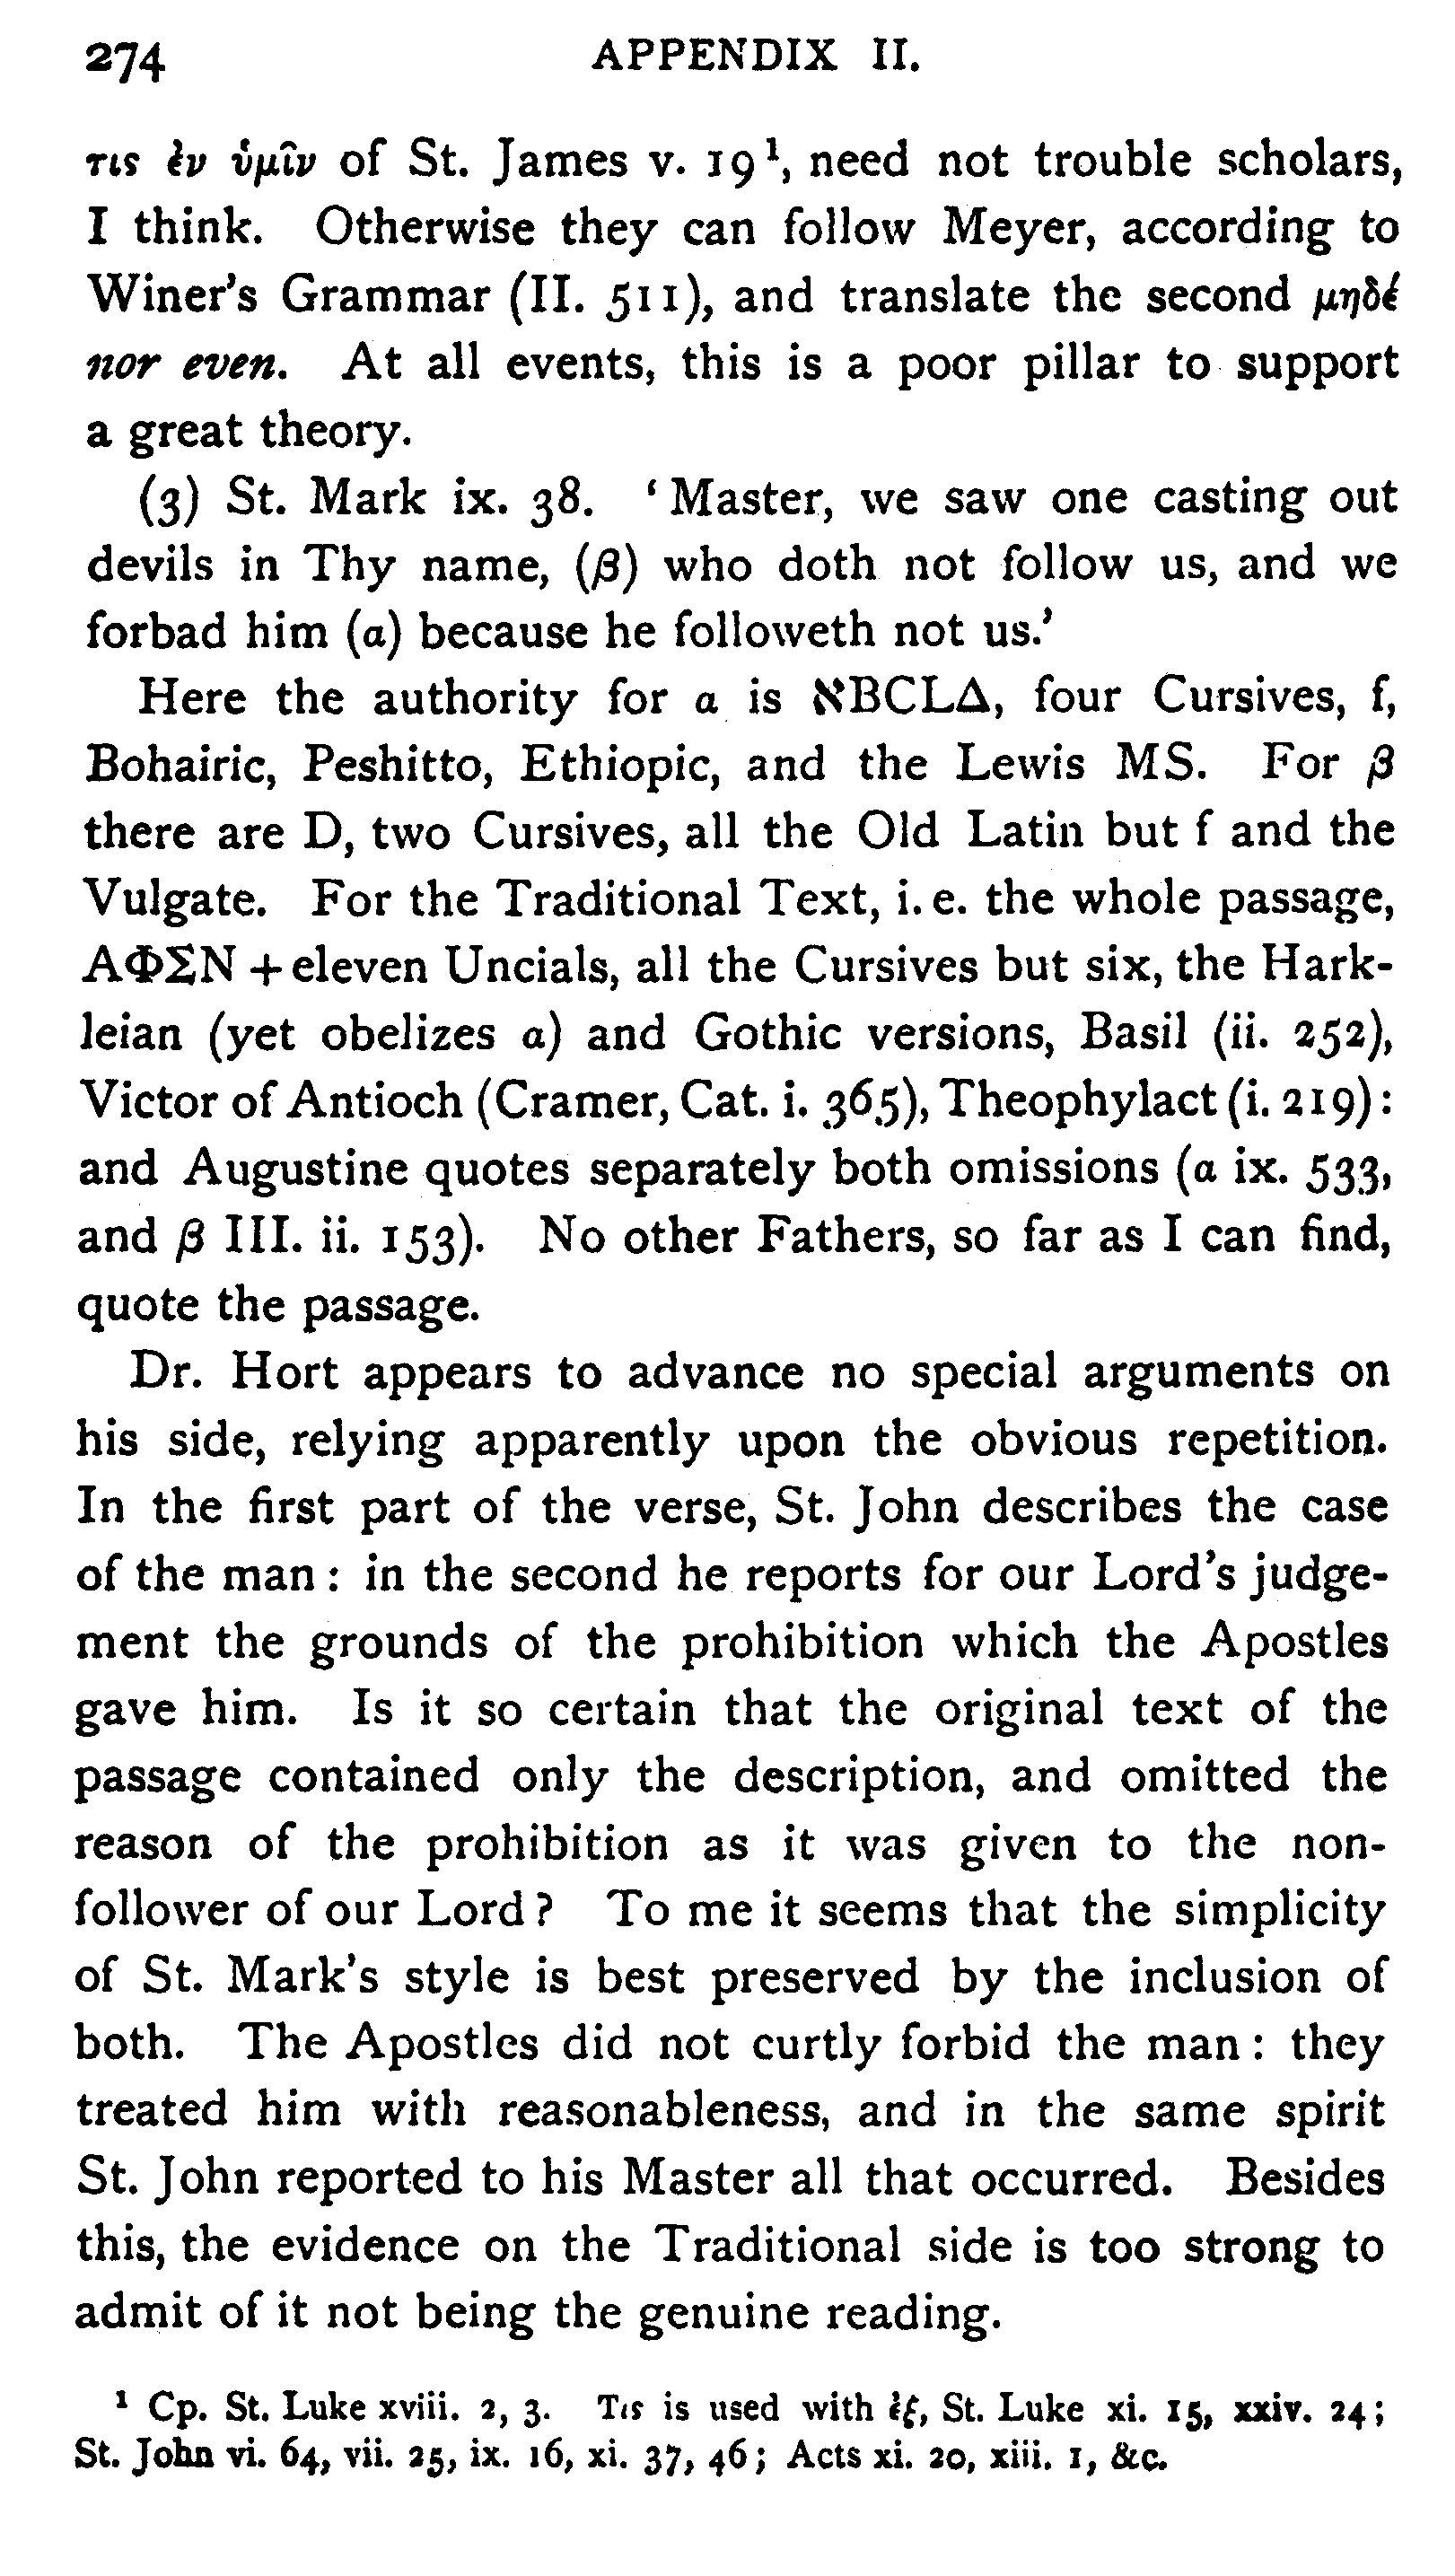 274 APPENDIX II.
τις ἐν ὑμῖν of St. James v. 19¹, need not trouble scholars,
I think. Otherwise they can follow Meyer, according to
Winer's Grammar (II. 511), and translate the second μηδέ
nor even. At all events, this is a poor pillar to support
a great theory.
(3) St. Mark ix. 38. ‘Master, we saw one casting out
devils in Thy name, (β) who doth not follow us, and we
forbad him (α) because he followeth not us.’
Here the authority for α is ℵBCLΔ, four Cursives, f,
Bohairic, Peshitto, Ethiopic, and the Lewis MS. For β
there are D, two Cursives, all the Old Latin but f and the
Vulgate. For the Traditional Text, i. e. the whole passage,
ΑΦΣΝ + eleven Uncials, all the Cursives but six, the Hark-
leian (yet obelizes α) and Gothic versions, Basil (ii. 252),
Victor of Antioch (Cramer, Cat. i. 365), Theophylact (i. 219):
and Augustine quotes separately both omissions (α ix. 533,
and β III. ii. 153). No other Fathers, so far as I can find,
quote the passage.
Dr. Hort appears to advance no special arguments on
his side, relying apparently upon the obvious repetition.
In the first part of the verse, St. John describes the case
of the man: in the second he reports for our Lord's judge-
ment the grounds of the prohibition which the Apostles
gave him. Is it so certain that the original text of the
passage contained only the description, and omitted the
reason of the prohibition as it was given to the non-
follower of our Lord? To me it seems that the simplicity
of St. Mark's style is best preserved by the inclusion of
both. The Apostles did not curtly forbid the man: they
treated him with reasonableness, and in the same spirit
St. John reported to his Master all that occurred. Besides
this, the evidence on the Traditional side is too strong to
admit of it not being the genuine reading.
¹ Cp. St. Luke xviii. 2, 3. Τις is used with ἐξ, St. Luke xi. 15, xxiv. 24;
St. John vi. 64, vii. 25, ix. 16, xi. 37, 46; Acts xi. 20, xiii. 1, &c.